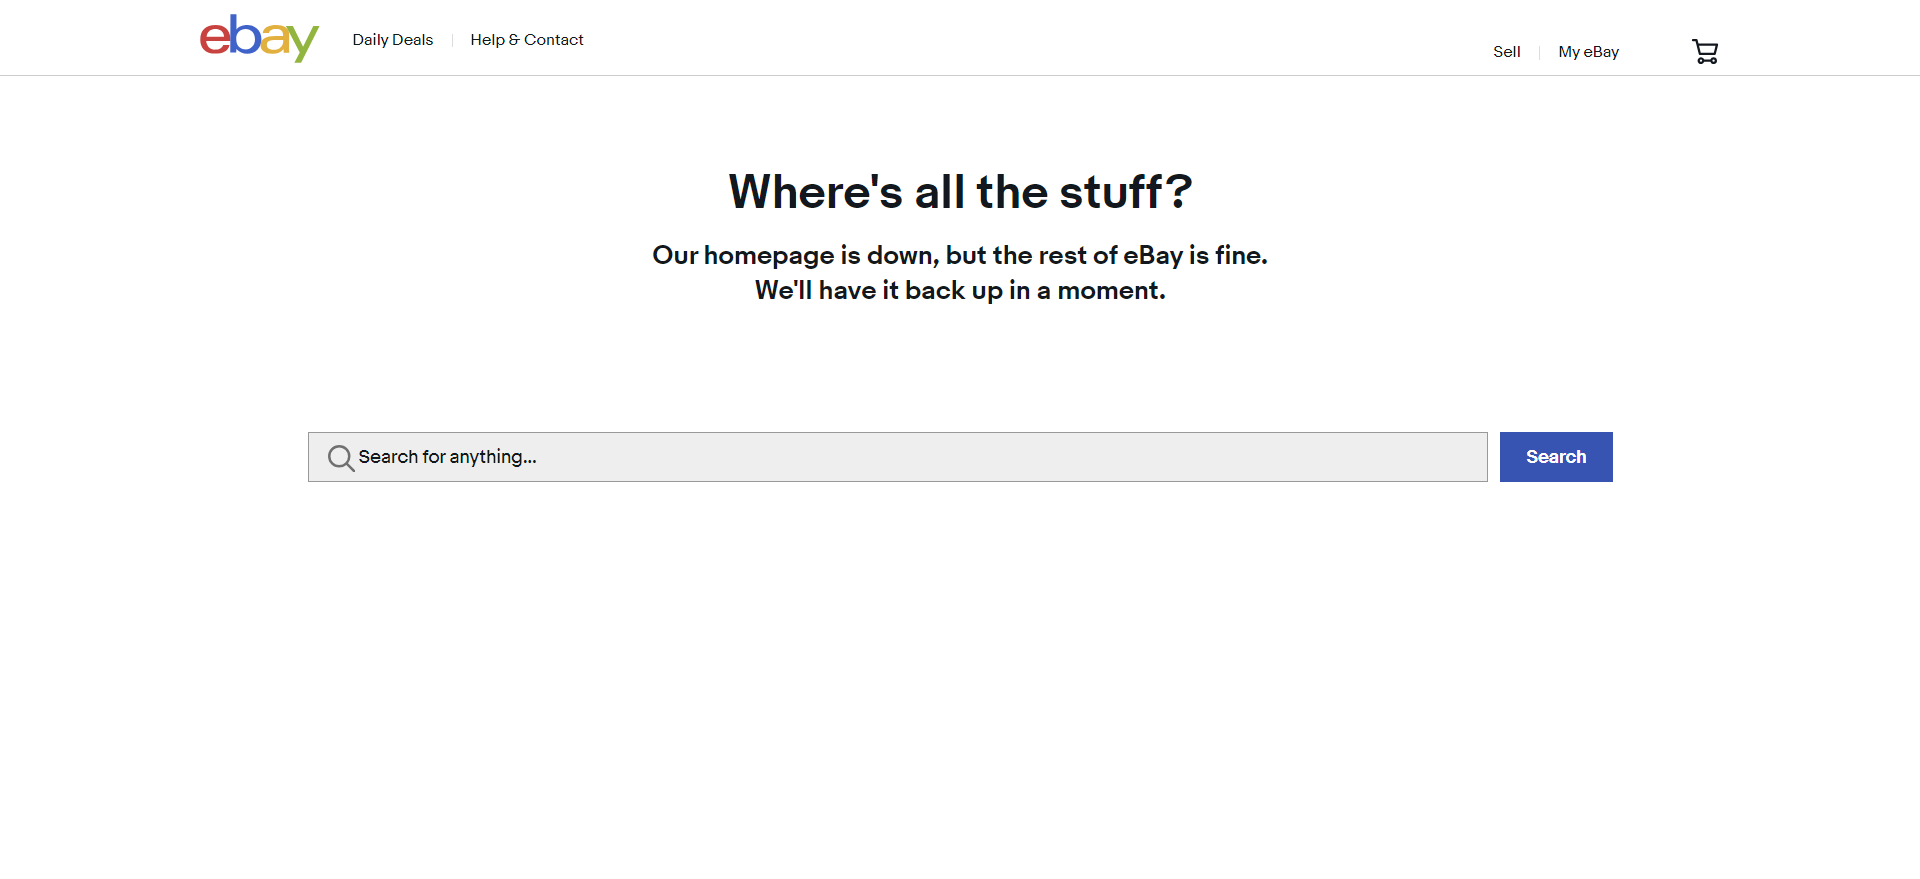 ebay
Daily Deals
Help & Contact
Sell
My eBay
Where's all the stuff?
Our homepage is down, but the rest of eBay is fine.
We'll have it back up in a moment.
Search for anything...
Search